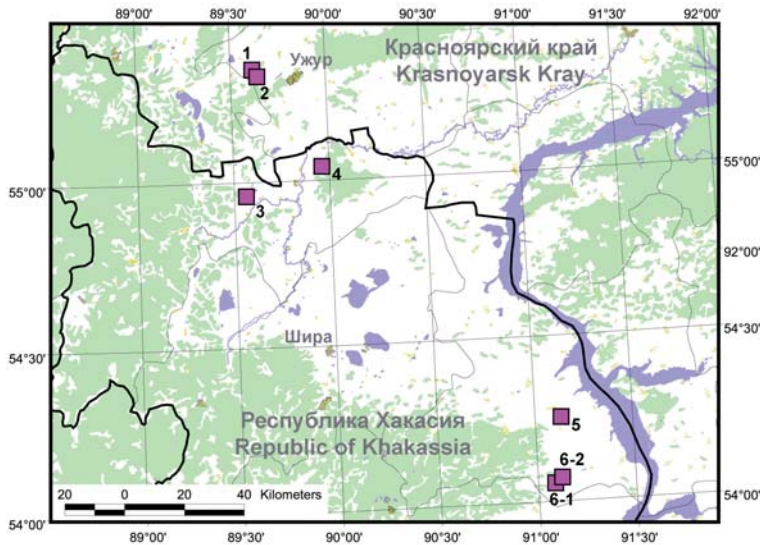 89°00' 89°30' 90°00' 90°30' 91°00' 91°30' 92°00'
1
Ужур
Красноярский край
Krasnoyarsk Kray
2
55°00'
4
55°00'
3
92°00'
Шира
54°30'
54°30'
5
Республика Хакасия
Republic of Khakassia
6-2
20 0 20 40 Kilometers
6-1
54°00'
54°00'
89°00' 89°30' 90°00' 90°30' 91°00' 91°30'